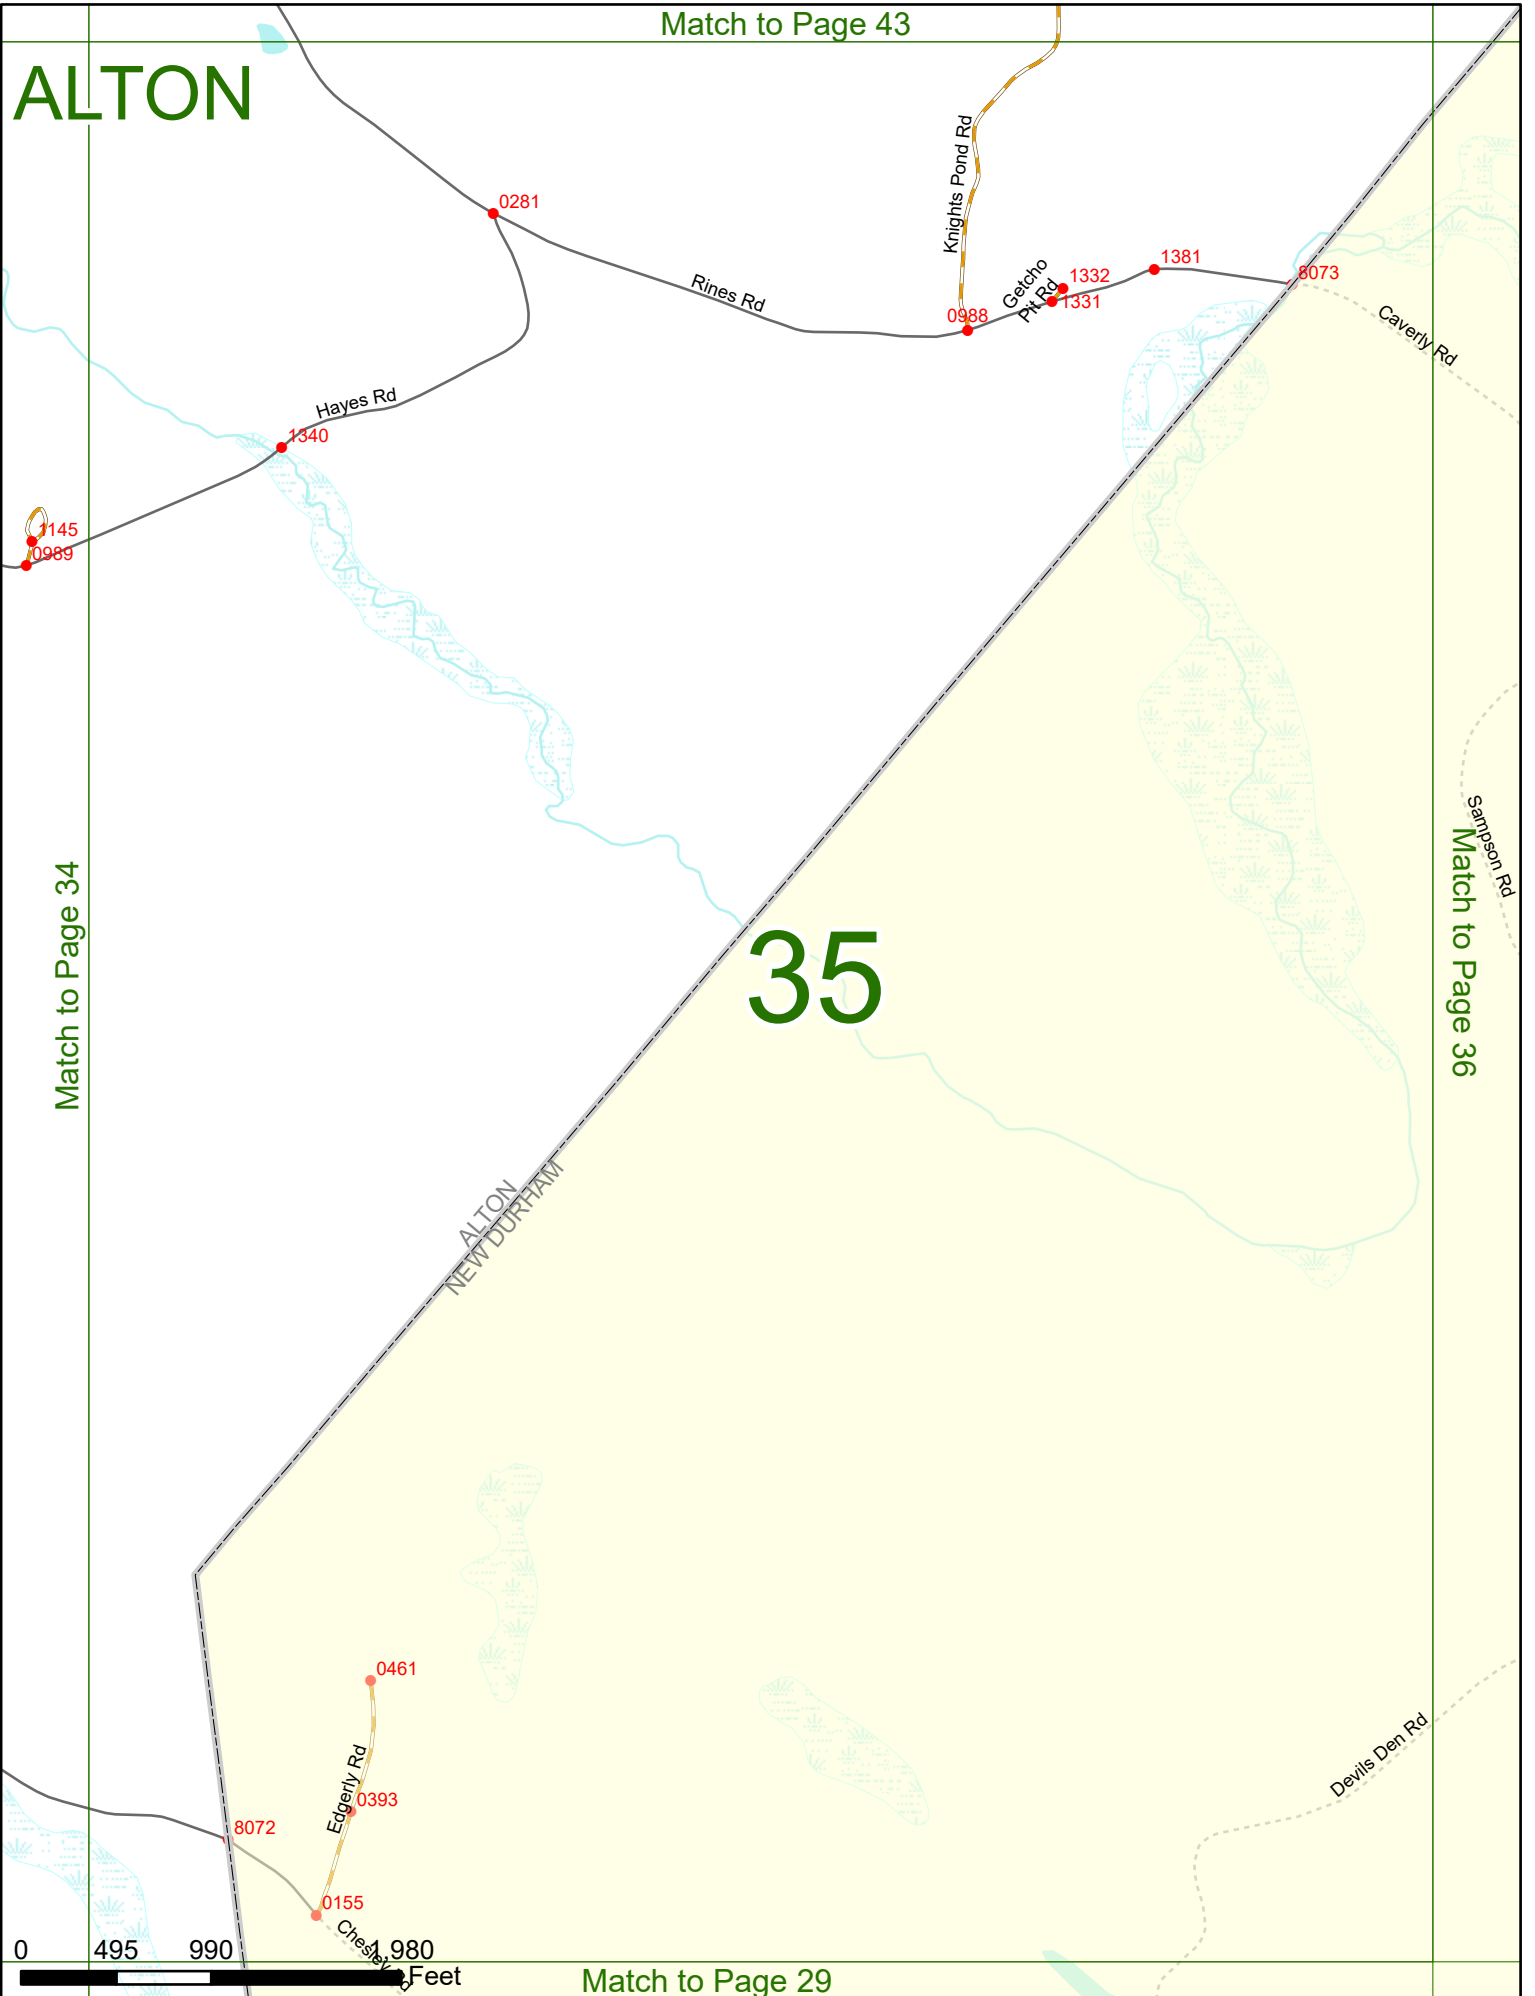 Match to Page 43
ALTON
Knights Pond Rd
0281
Rines Rd
Getcho
Pit Rd
1332
1331
1381
8073
0988
Caverly Rd
Hayes Rd
1340
1145
0989
Sampson Rd
Match to Page 34
Match to Page 36
35
ALTON
NEW DURHAM
0461
Edgerly Rd
0393
Devils Den Rd
8072
0155
Chesley Rd
0 495 990 1,980
Feet
Match to Page 29